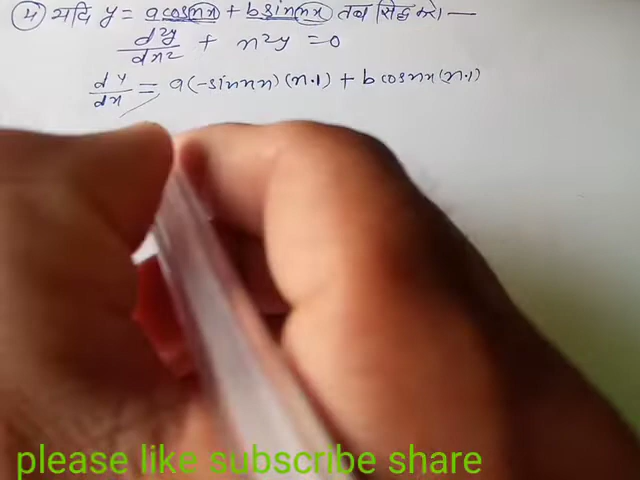 (4) यदि y = a cos nx + b sin nx तब सिद्ध करें। —
d²y/dx² + n²y = 0
dy/dx = a(-sin nx)(n.1) + b cos nx (n.1)
please like subscribe share